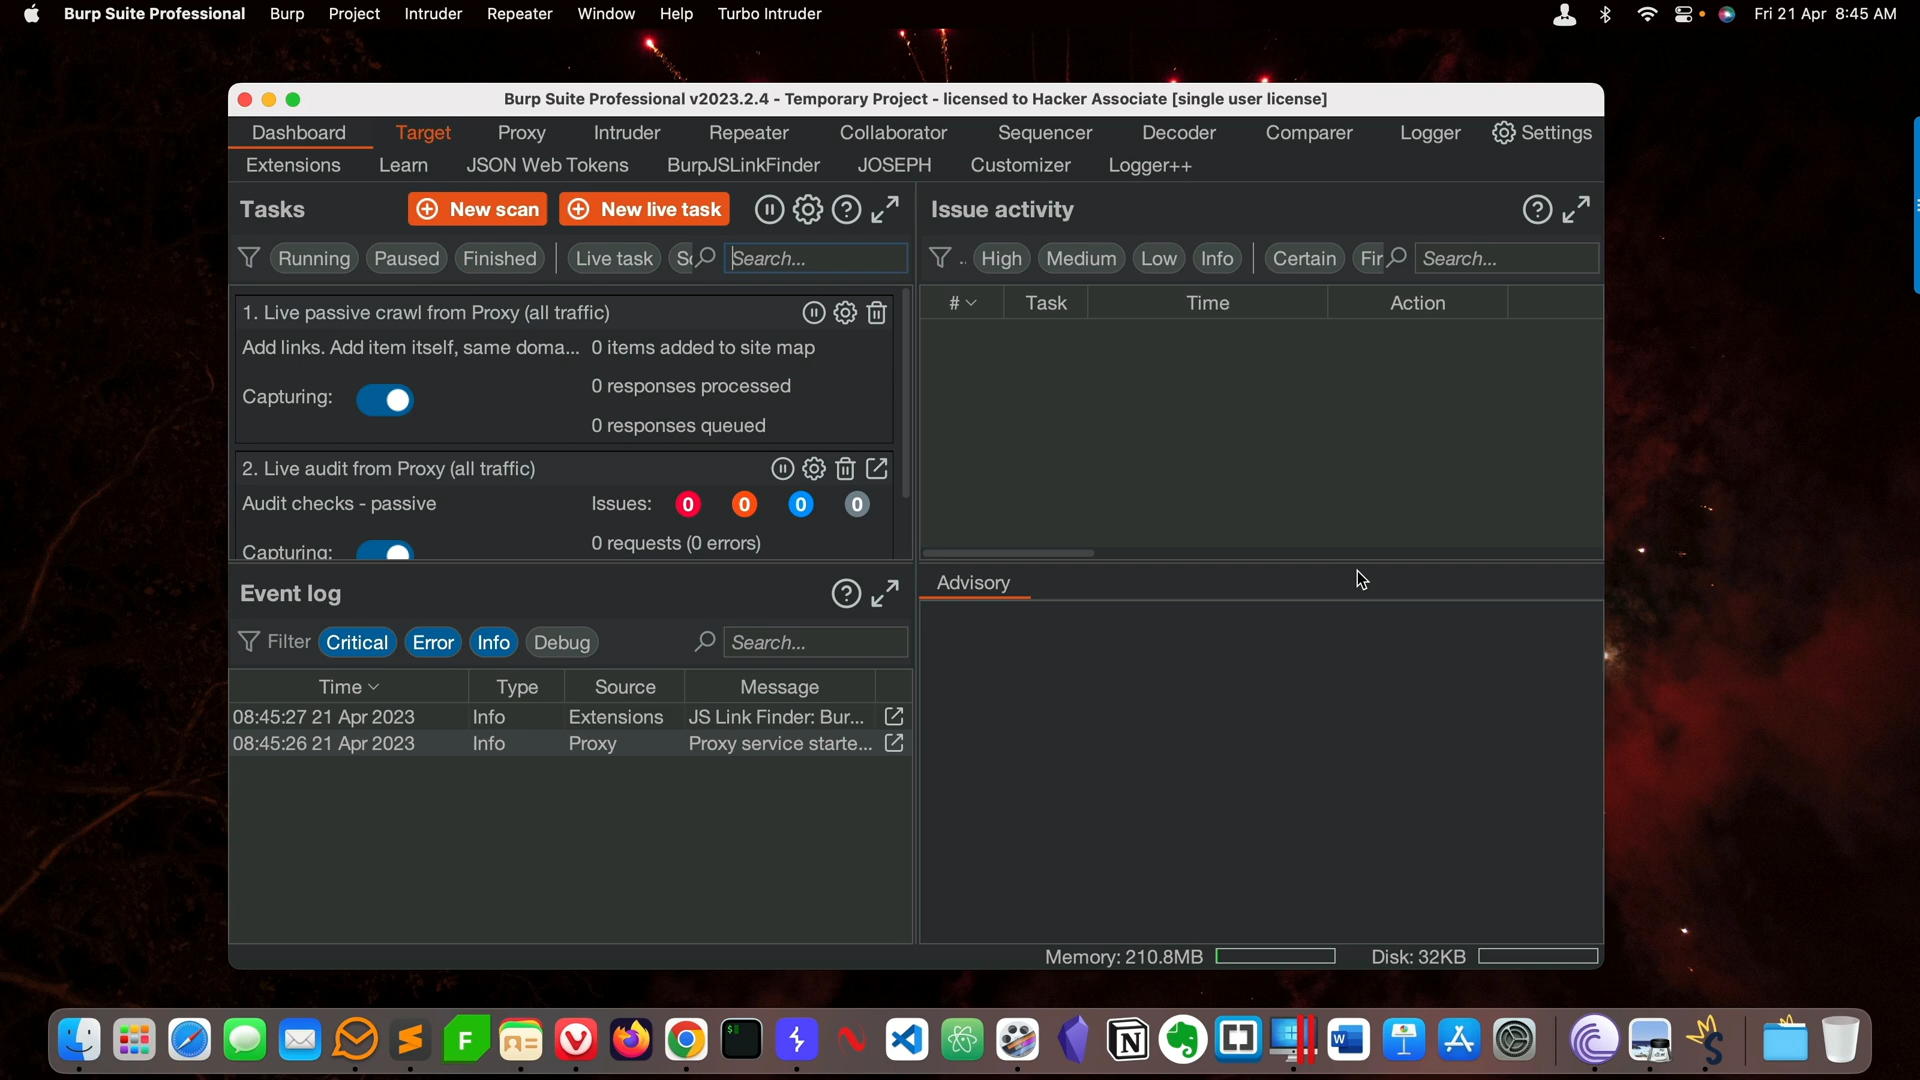 Burp Suite Professional Burp Project Intruder Repeater Window Help Turbo Intruder Fri 21 Apr 8:45 AM
Burp Suite Professional v2023.2.4 - Temporary Project - licensed to Hacker Associate [single user license]
Dashboard Target Proxy Intruder Repeater Collaborator Sequencer Decoder Comparer Logger Settings
Extensions Learn JSON Web Tokens BurpJSLinkFinder JOSEPH Customizer Logger++
Tasks New scan New live task
Running Paused Finished Live task Search...
1. Live passive crawl from Proxy (all traffic)
Add links. Add item itself, same doma... 0 items added to site map
0 responses processed
Capturing:
0 responses queued
2. Live audit from Proxy (all traffic)
Audit checks - passive Issues: 0 0 0 0
0 requests (0 errors)
Capturing:
Event log
Filter Critical Error Info Debug Search...
Time Type Source Message
08:45:27 21 Apr 2023 Info Extensions JS Link Finder: Bur...
08:45:26 21 Apr 2023 Info Proxy Proxy service starte...
Issue activity
High Medium Low Info Certain Fir Search...
# Task Time Action
Advisory
Memory: 210.8MB Disk: 32KB